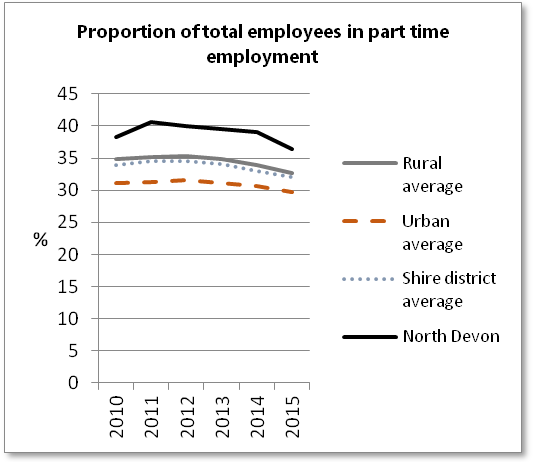 Proportion of total employees in part time
employment
45
40
35
30
25
20
15
10
5
0
%
2010
2011
2012
2013
2014
2015
Rural
average
Urban
average
Shire district
average
North Devon